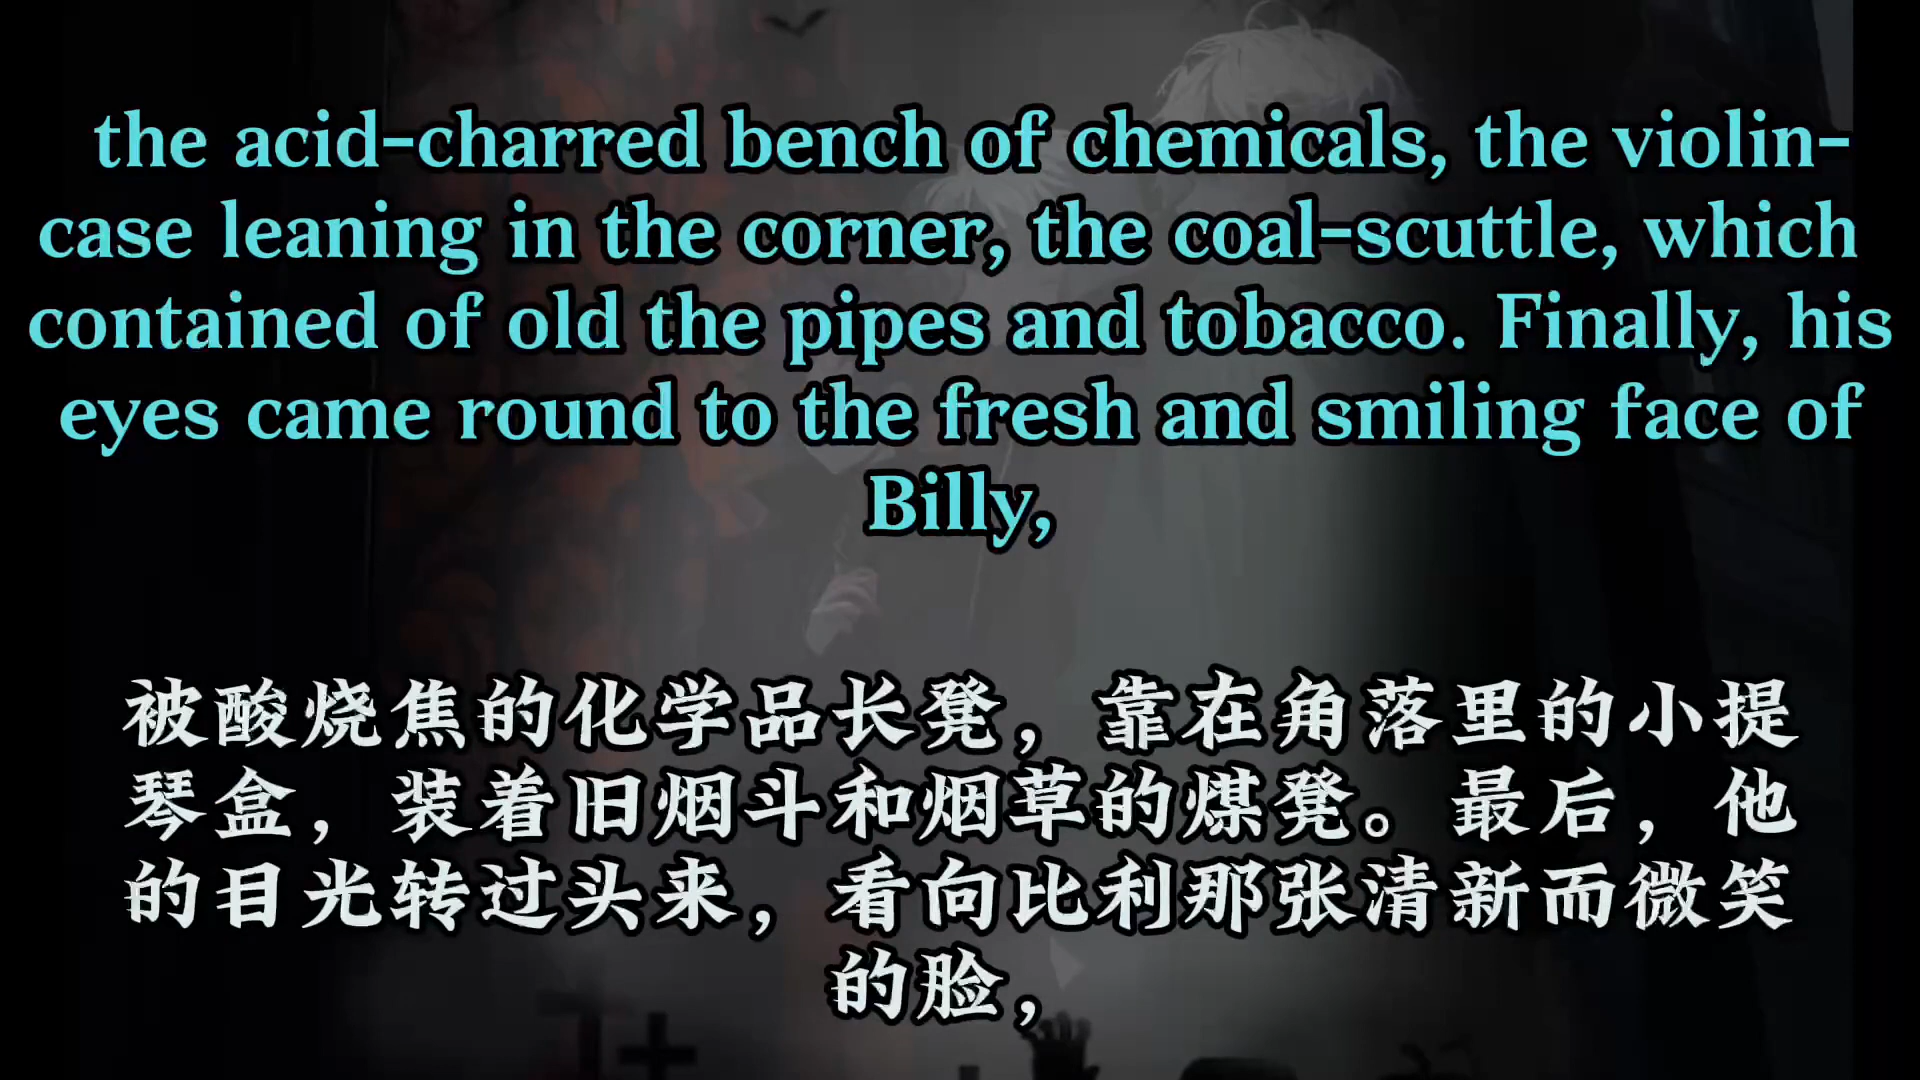 the acid-charred bench of chemicals, the violin-
case leaning in the corner, the coal-scuttle, which
contained of old the pipes and tobacco. Finally, his
eyes came round to the fresh and smiling face of
Billy,
被酸烧焦的化学品长凳，靠在角落里的小提
琴盒，装着旧烟斗和烟草的煤凳。最后，他
的目光转过头来，看向比利那张清新而微笑
的脸，